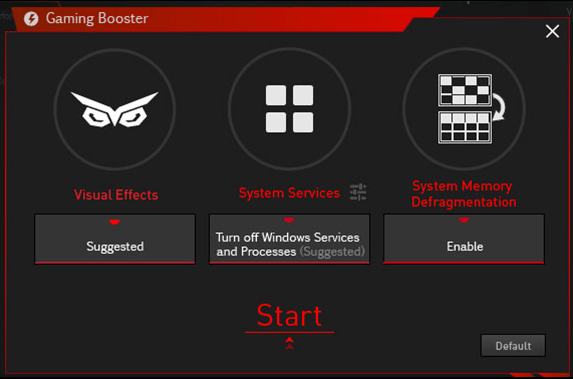 Gaming Booster
Visual Effects
System Services
System Memory
Defragmentation
Suggested
Turn off Windows Services
and Processes (Suggested)
Enable
Start
Default